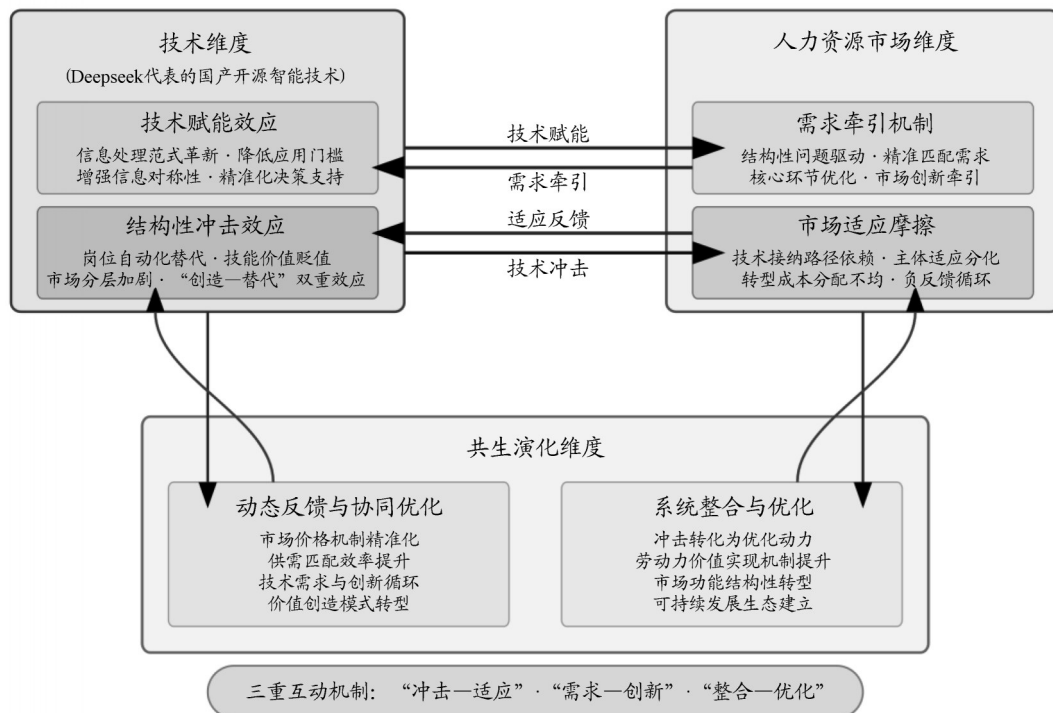 技术维度
(Deepseek代表的国产开源智能技术)
技术赋能效应
信息处理范式革新·降低应用门槛
增强信息对称性·精准化决策支持
结构性冲击效应
岗位自动化替代·技能价值贬值
市场分层加剧·“创造—替代”双重效应
技术赋能
需求牵引
适应反馈
技术冲击
人力资源市场维度
需求牵引机制
结构性问题驱动·精准匹配需求
核心环节优化·市场创新牵引
市场适应摩擦
技术接纳路径依赖·主体适应分化
转型成本分配不均·负反馈循环
共生演化维度
动态反馈与协同优化
市场价格机制精准化
供需匹配效率提升
技术需求与创新循环
价值创造模式转型
系统整合与优化
冲击转化为优化动力
劳动力价值实现机制提升
市场功能结构性转型
可持续发展生态建立
三重互动机制：“冲击—适应”·“需求—创新”·“整合—优化”